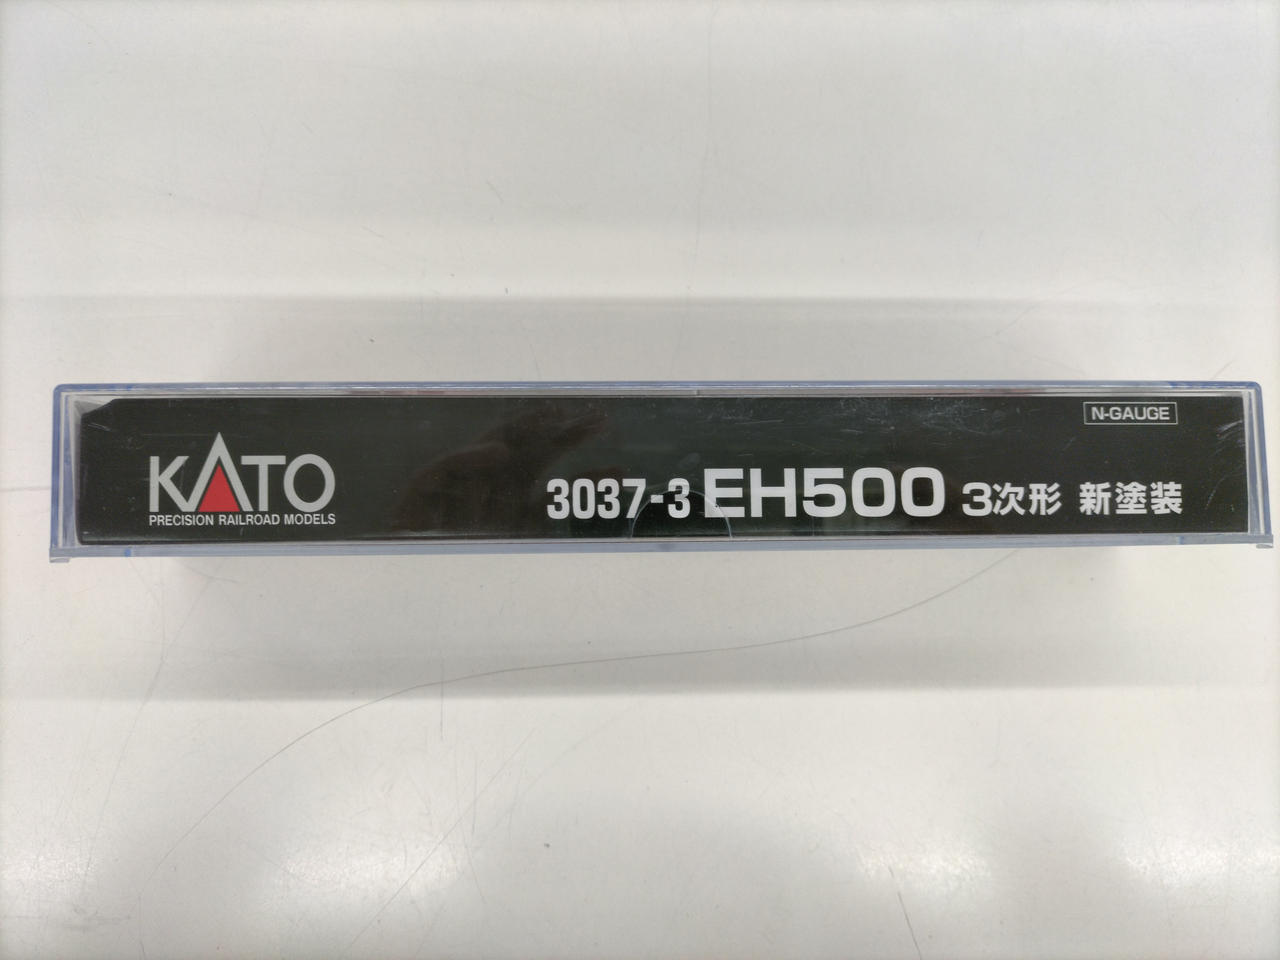 N-GAUGE
KATO
PRECISION RAILROAD MODELS
3037-3 EH500 3次形 新塗装